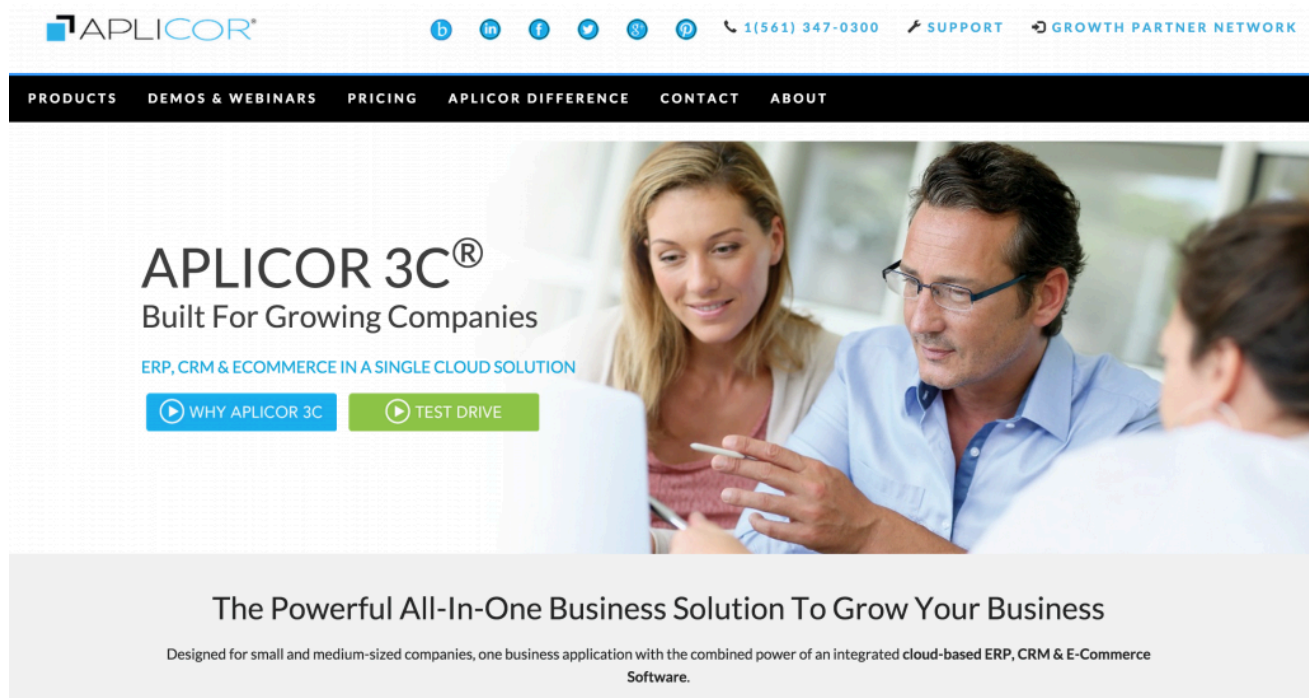 APLICOR®
1(561) 347-0300
SUPPORT
GROWTH PARTNER NETWORK
PRODUCTS DEMOS & WEBINARS PRICING APLICOR DIFFERENCE CONTACT ABOUT
APLICOR 3C®
Built For Growing Companies
ERP, CRM & ECOMMERCE IN A SINGLE CLOUD SOLUTION
WHY APLICOR 3C
TEST DRIVE
The Powerful All-In-One Business Solution To Grow Your Business
Designed for small and medium-sized companies, one business application with the combined power of an integrated cloud-based ERP, CRM & E-Commerce
Software.